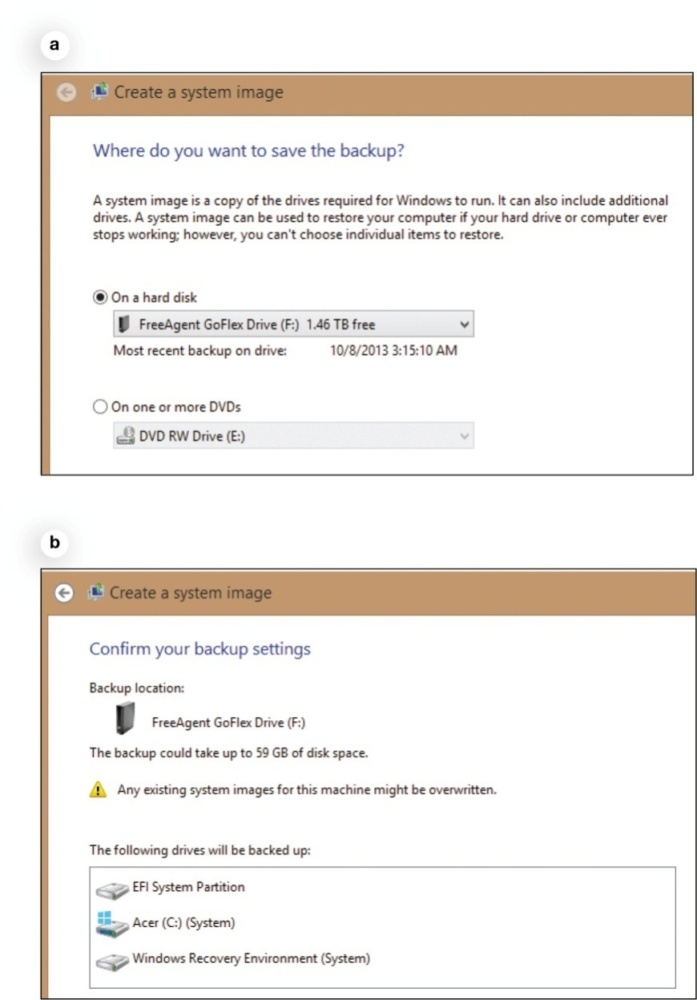 a
Create a system image
Where do you want to save the backup?
A system image is a copy of the drives required for Windows to run. It can also include additional
drives. A system image can be used to restore your computer if your hard drive or computer ever
stops working; however, you can't choose individual items to restore.
On a hard disk
FreeAgent GoFlex Drive (F:) 1.46 TB free
Most recent backup on drive: 10/8/2013 3:15:10 AM
On one or more DVDs
DVD RW Drive (E:)
b
Create a system image
Confirm your backup settings
Backup location:
FreeAgent GoFlex Drive (F:)
The backup could take up to 59 GB of disk space.
Any existing system images for this machine might be overwritten.
The following drives will be backed up:
EFI System Partition
Acer (C:) (System)
Windows Recovery Environment (System)